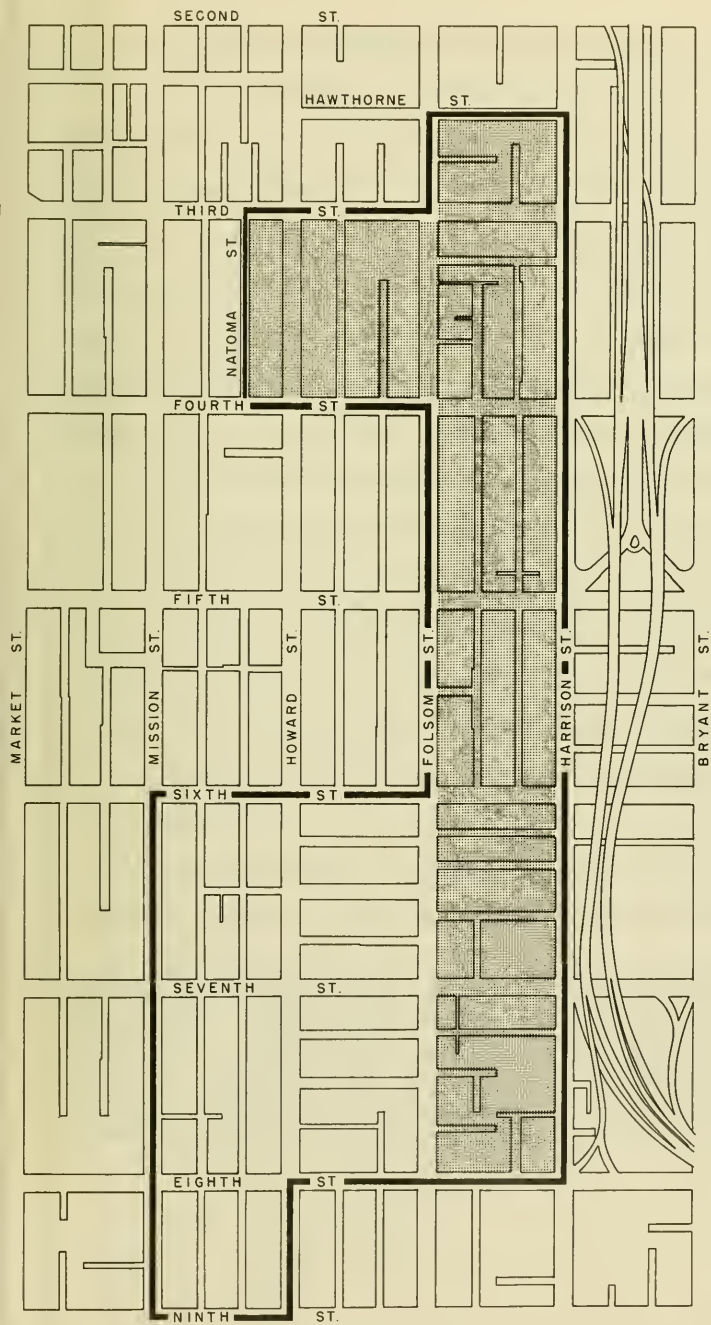 SECOND ST.
HAWTHORNE ST.
THIRD ST.
NATOMA ST.
FOURTH ST
FIFTH ST.
MARKET ST.
MISSION ST.
HOWARD ST.
FOLSOM ST.
HARRISON ST.
BRYANT ST.
SIXTH ST
SEVENTH ST.
EIGHTH ST
NINTH ST.